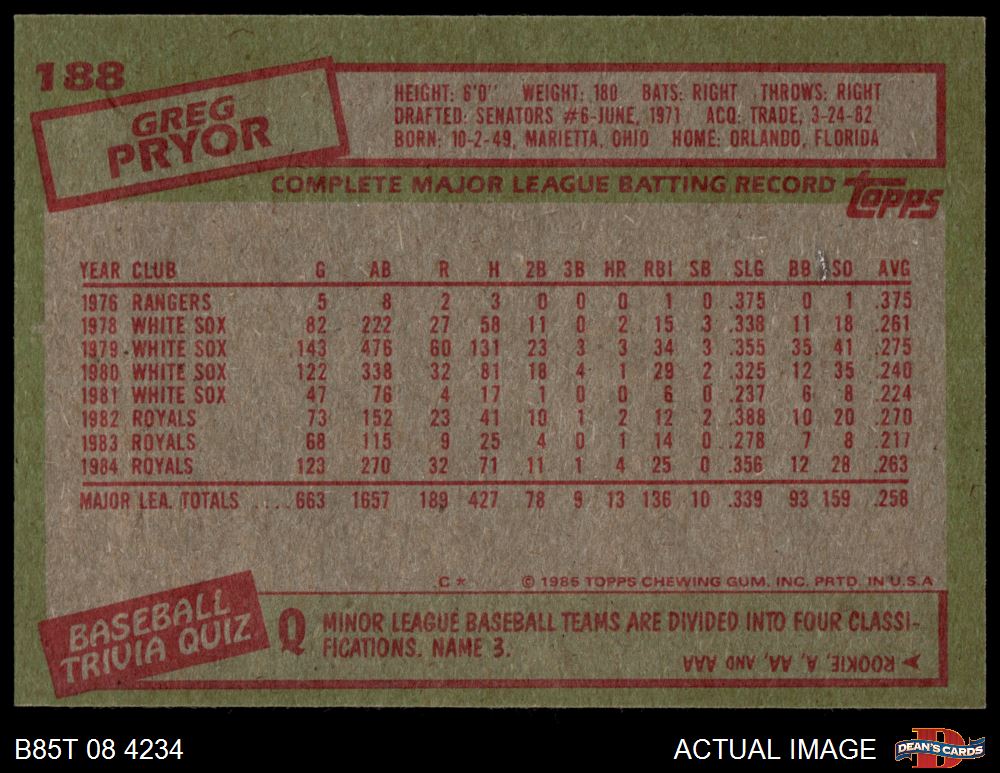 188
GREG
PRYOR
HEIGHT: 6'0" WEIGHT: 180 BATS: RIGHT THROWS: RIGHT
DRAFTED: SENATORS #6-JUNE, 1971 ACQ: TRADE, 3-24-82
BORN: 10-2-49, MARIETTA, OHIO HOME: ORLANDO, FLORIDA
COMPLETE MAJOR LEAGUE BATTING RECORD topps
YEAR CLUB G AB R H 2B 3B HR RBI SB SLG BB SO AVG
1976 RANGERS 5 8 2 3 0 0 0 1 0 .375 0 1 .375
1978 WHITE SOX 82 222 27 58 11 0 2 15 3 .338 11 18 .261
1979 WHITE SOX 143 476 60 131 23 3 3 34 3 .355 35 41 .275
1980 WHITE SOX 122 338 32 81 18 4 1 29 2 .325 12 35 .240
1981 WHITE SOX 47 76 4 17 1 0 0 6 0 .237 6 8 .224
1982 ROYALS 73 152 23 41 10 1 2 12 2 .388 10 20 .270
1983 ROYALS 68 115 9 25 4 0 1 14 0 .278 7 8 .217
1984 ROYALS 123 270 32 71 11 1 4 25 0 .356 12 28 .263
MAJOR LEA. TOTALS .... 663 1657 189 427 78 9 13 136 10 .339 93 159 .258
C * © 1985 TOPPS CHEWING GUM, INC. PRTD. IN U.S.A
BASEBALL
TRIVIA QUIZ
Q MINOR LEAGUE BASEBALL TEAMS ARE DIVIDED INTO FOUR CLASSI-
FICATIONS. NAME 3.
ROOKIE, A, AA, AND AAA
B85T 08 4234
ACTUAL IMAGE
D
DEAN'S CARDS